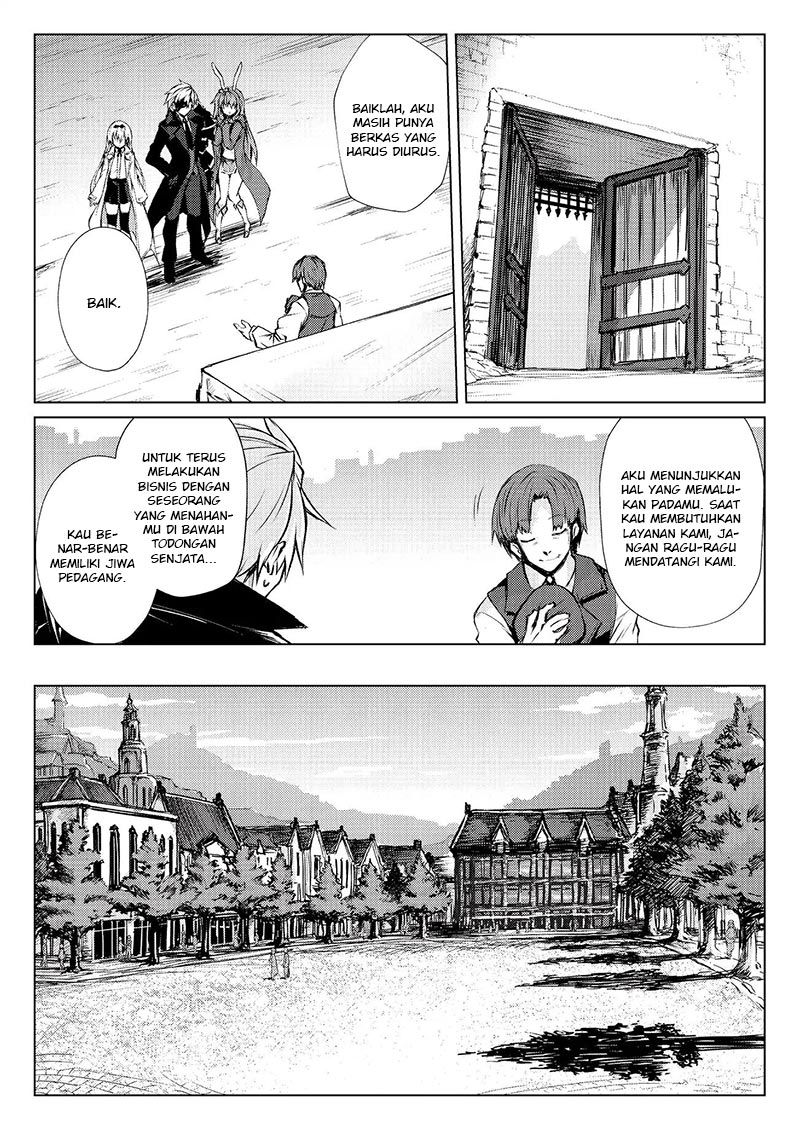 BAIKLAH, AKU
MASIH PUNYA
BERKAS YANG
HARUS DIURUS.
BAIK.
AKU MENUNJUKKAN
HAL YANG MEMALU-
KAN PADAMU. SAAT
KAU MEMBUTUHKAN
LAYANAN KAMI, JA-
NGAN RAGU-RAGU
MENDATANGI KAMI.
UNTUK TERUS
MELAKUKAN
BISNIS DENGAN
SESEORANG
YANG MENAHAN-
MU DI BAWAH
TODONGAN
SENJATA...
KAU BE-
NAR-BENAR
MEMILIKI JIWA
PEDAGANG.